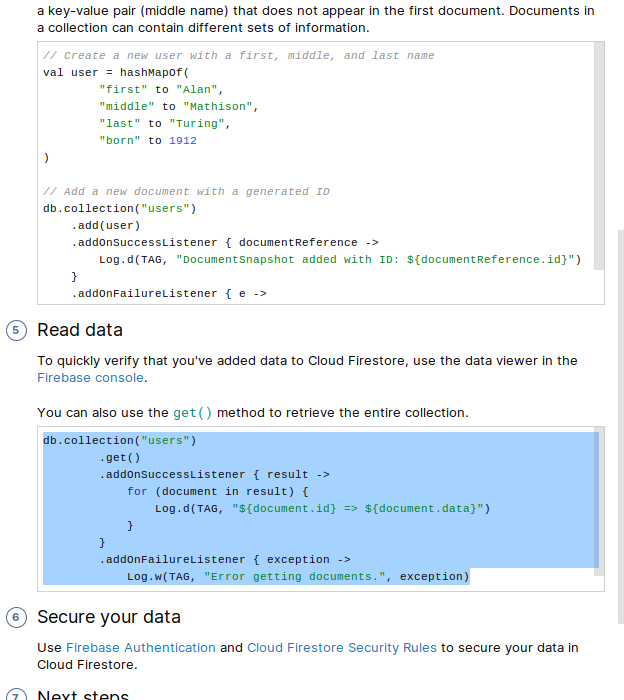 a key-value pair (middle name) that does not appear in the first document. Documents in
a collection can contain different sets of information.
// Create a new user with a first, middle, and last name
val user = hashMapOf(
        "first" to "Alan",
        "middle" to "Mathison",
        "last" to "Turing",
        "born" to 1912
)
// Add a new document with a generated ID
db.collection("users")
    .add(user)
    .addOnSuccessListener { documentReference ->
        Log.d(TAG, "DocumentSnapshot added with ID: ${documentReference.id}")
    }
    .addOnFailureListener { e ->
5 Read data
To quickly verify that you've added data to Cloud Firestore, use the data viewer in the
Firebase console.
You can also use the get() method to retrieve the entire collection.
db.collection("users")
        .get()
        .addOnSuccessListener { result ->
            for (document in result) {
                Log.d(TAG, "${document.id} => ${document.data}")
            }
        }
        .addOnFailureListener { exception ->
            Log.w(TAG, "Error getting documents.", exception)
6 Secure your data
Use Firebase Authentication and Cloud Firestore Security Rules to secure your data in
Cloud Firestore.
7 Next steps